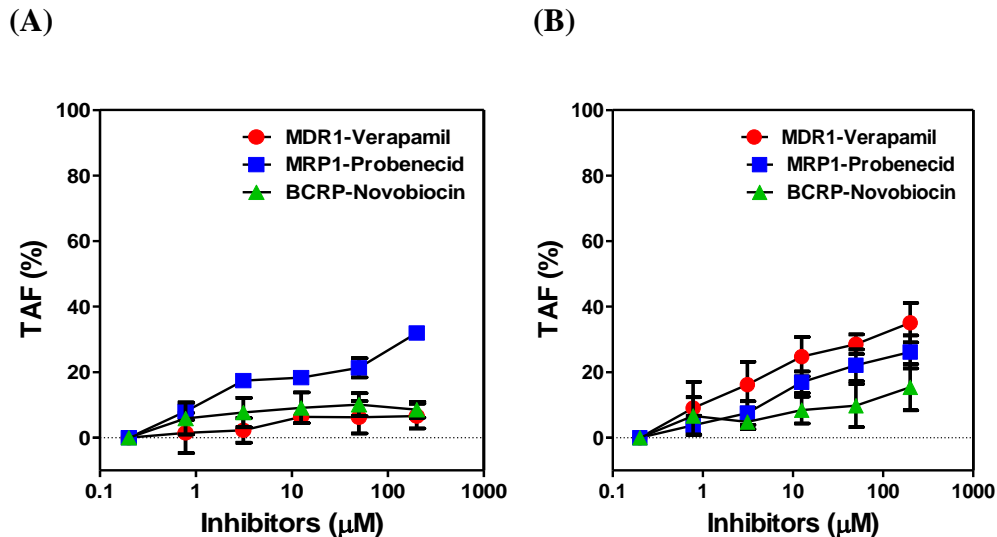 (A)
(B)
100
80
60
40
20
0
TAF (%)
MDR1-Verapamil
MRP1-Probenecid
BCRP-Novobiocin
0.1
1
10
100
1000
Inhibitors (μM)
100
80
60
40
20
0
TAF (%)
MDR1-Verapamil
MRP1-Probenecid
BCRP-Novobiocin
0.1
1
10
100
1000
Inhibitors (μM)